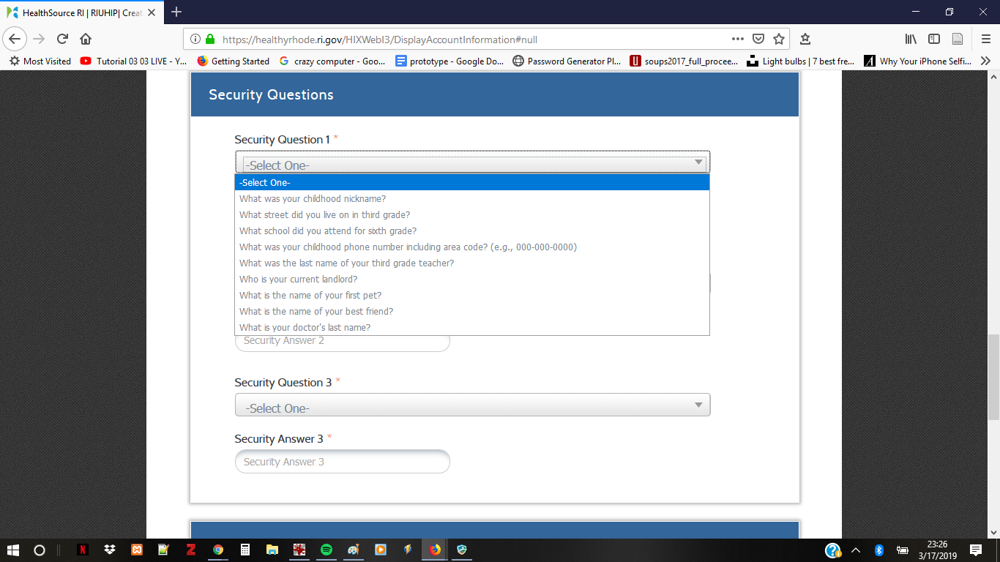 HealthSource RI | RIUHIP| Creat
https://healthyrhode.ri.gov/HIXWebI3/DisplayAccountInformation#null
Most Visited Tutorial 03 03 LIVE - Y... Getting Started crazy computer - Goo... prototype - Google Do... Password Generator Pl... soups2017_full_procee... Light bulbs | 7 best fre... Why Your iPhone Selfi...
Security Questions
Security Question 1 *
-Select One-
-Select One-
What was your childhood nickname?
What street did you live on in third grade?
What school did you attend for sixth grade?
What was your childhood phone number including area code? (e.g., 000-000-0000)
What was the last name of your third grade teacher?
Who is your current landlord?
What is the name of your first pet?
What is the name of your best friend?
What is your doctor's last name?
Security Answer 2
Security Question 3 *
-Select One-
Security Answer 3 *
Security Answer 3
23:26
3/17/2019